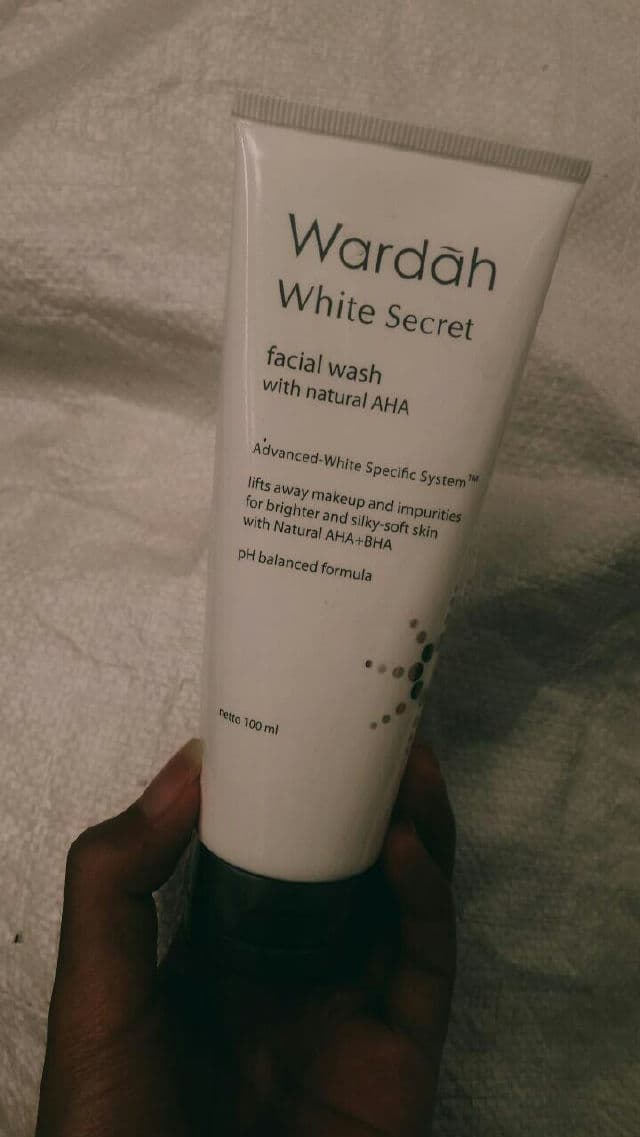 Wardãh
White Secret
facial wash
with natural AHA
Advanced-White Specific System™
lifts away makeup and impurities
for brighter and silky-soft skin
with Natural AHA+BHA
pH balanced formula
netto 100 ml